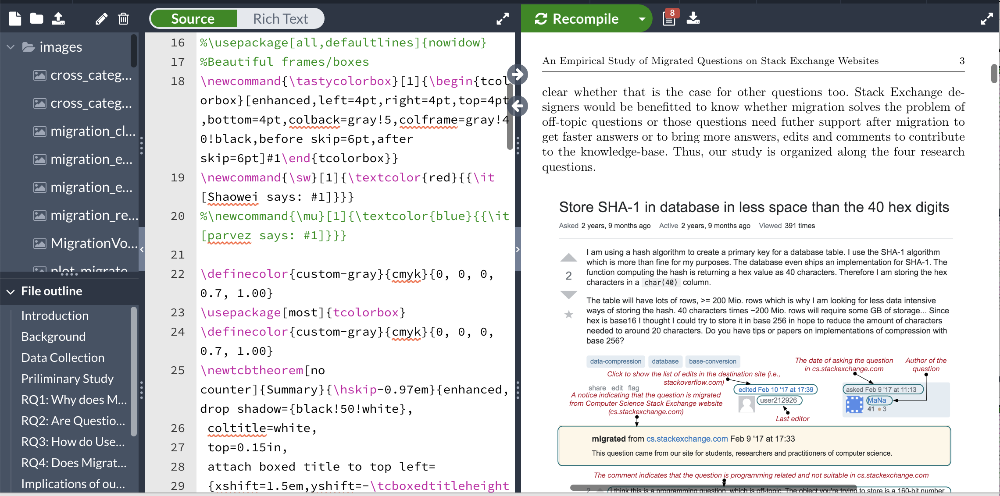 Source
Rich Text
Recompile
8
images
cross_categ...
cross_categ...
migration_cl...
migration_e...
migration_e...
migration_re...
MigrationVo...
plot_migrate
File outline
Introduction
Background
Data Collection
Priliminary Study
RQ1: Why does M...
RQ2: Are Questio...
RQ3: How do Use...
RQ4: Does Migrat...
Implications of ou...
16 %\usepackage[all,defaultlines]{nowidow}
17 %Beautiful frames/boxes
18 \newcommand{\tastycolorbox}[1]{\begin{tcol
orbox}[enhanced,left=4pt,right=4pt,top=4pt
,bottom=4pt,colback=gray!5,colframe=gray!4
0!black,before skip=6pt,after
skip=6pt]#1\end{tcolorbox}}
19 \newcommand{\sw}[1]{\textcolor{red}{{\it
[Shaowei says: #1]}}}
20 %\newcommand{\mu}[1]{\textcolor{blue}{{\it
[parvez says: #1]}}}
21
22 \definecolor{custom-gray}{cmyk}{0, 0, 0,
0.7, 1.00}
23 \usepackage[most]{tcolorbox}
24 \definecolor{custom-gray}{cmyk}{0, 0, 0,
0.7, 1.00}
25 \newtcbtheorem[no
counter]{Summary}{\hskip-0.97em}{enhanced,
drop shadow={black!50!white},
26 coltitle=white,
27 top=0.15in,
28 attach boxed title to top left=
29 {xshift=1.5em,yshift=-\tcboxedtitleheight
An Empirical Study of Migrated Questions on Stack Exchange Websites 3
clear whether that is the case for other questions too. Stack Exchange de-
signers would be benefitted to know whether migration solves the problem of
off-topic questions or those questions need futher support after migration to
get faster answers or to bring more answers, edits and comments to contribute
to the knowledge-base. Thus, our study is organized along the four research
questions.
Store SHA-1 in database in less space than the 40 hex digits
Asked 2 years, 9 months ago Active 2 years, 9 months ago Viewed 391 times
I am using a hash algorithm to create a primary key for a database table. I use the SHA-1 algorithm
which is more than fine for my purposes. The database even ships an implementation for SHA-1. The
function computing the hash is returning a hex value as 40 characters. Therefore I am storing the hex
characters in a char(40) column.
2
The table will have lots of rows, >= 200 Mio. rows which is why I am looking for less data intensive
ways of storing the hash. 40 characters times ~200 Mio. rows will require some GB of storage... Since
hex is base16 I thought I could try to store it in base 256 in hope to reduce the amount of characters
needed to around 20 characters. Do you have tips or papers on implementations of compression with
base 256?
data-compression database base-conversion
The date of asking the question
in cs.stackexchange.com
Author of the
question
Click to show the list of edits in the destination site (i.e.,
stackoverflow.com)
share edit flag
edited Feb 10 '17 at 17:39
asked Feb 9 '17 at 11:13
A notice indicating that the question is migrated
from Computer Science Stack Exchange website
(cs.stackexchange.com)
user212926
MaNa
41 3
Last editor
migrated from cs.stackexchange.com Feb 9 '17 at 17:33
This question came from our site for students, researchers and practitioners of computer science.
The comment indicates that the question is programming related and not suitable in cs.stackexchange.com
2 I think this is a programming question, which is off-topic. The object you're trying to store is a 160-bit number